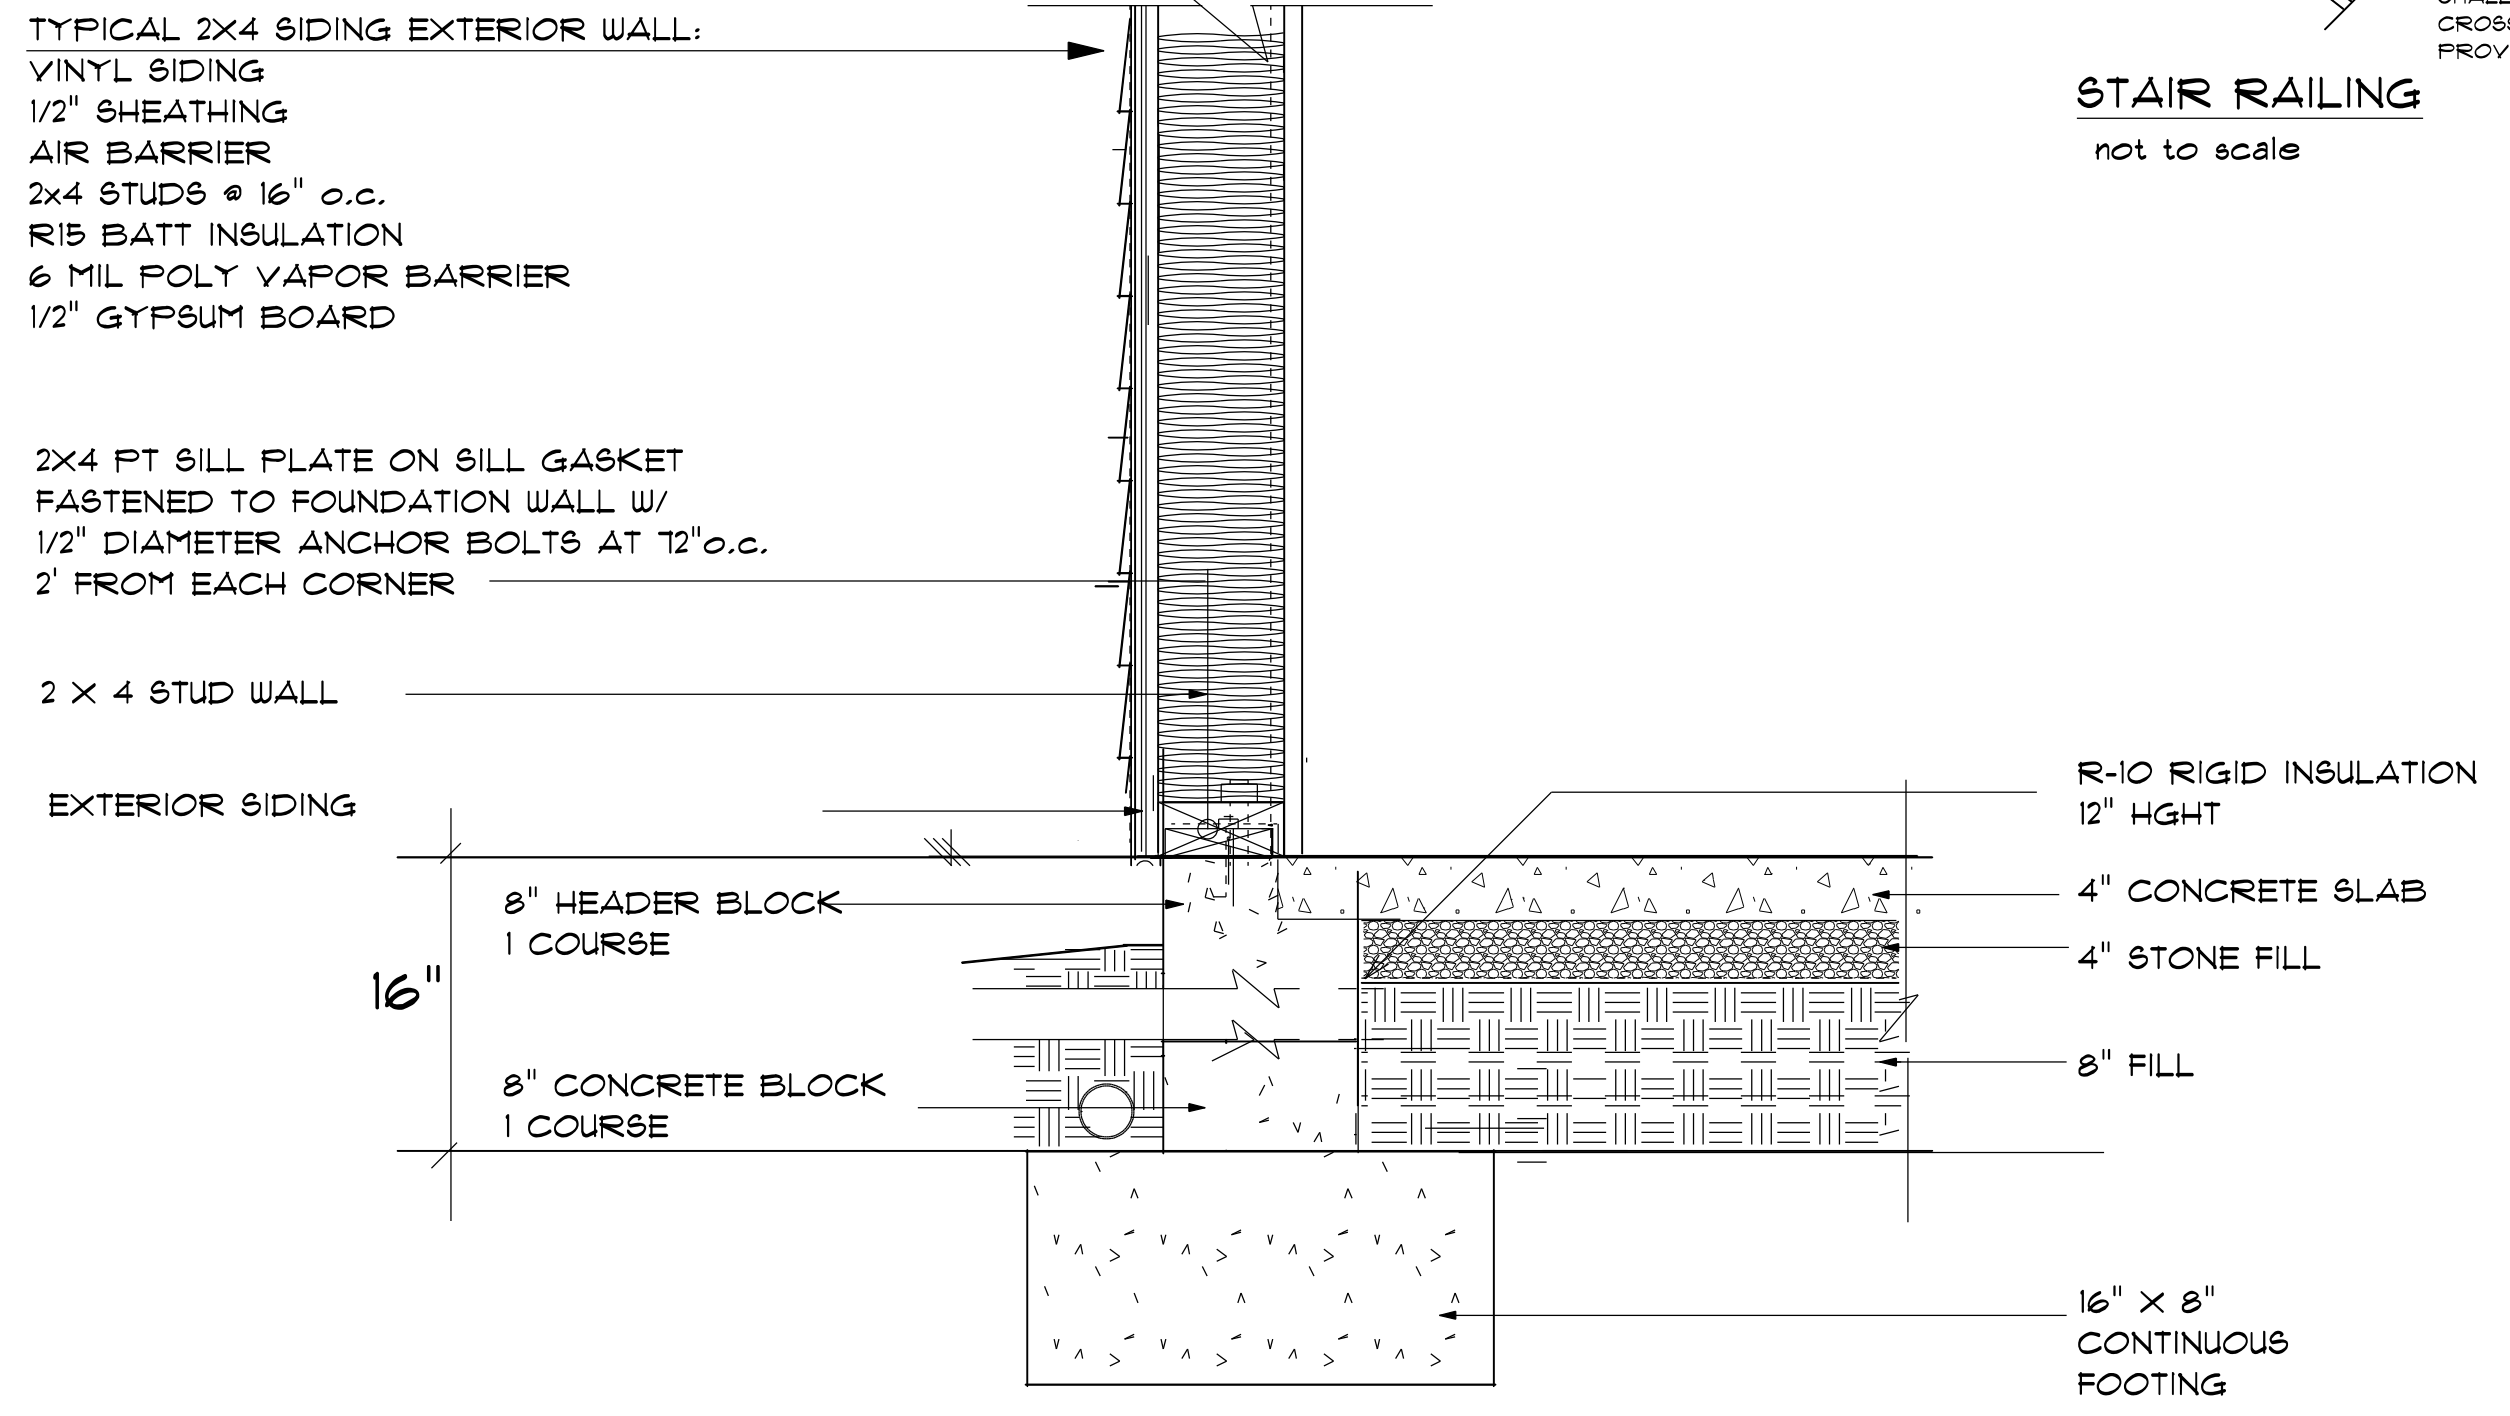 TYPICAL 2X4 SIDING EXTERIOR WALL:
VINYL SIDING
1/2" SHEATHING
AIR BARRIER
2x4 STUDS @ 16" o.c.
R15 BATT INSULATION
6 MIL POLY VAPOR BARRIER
1/2" GYPSUM BOARD
2X4 PT SILL PLATE ON SILL GASKET
FASTENED TO FOUNDATION WALL W/
1/2" DIAMETER ANCHOR BOLTS AT 72"o.c.
2' FROM EACH CORNER
2 X 4 STUD WALL
EXTERIOR SIDING
8" HEADER BLOCK
1 COURSE
16"
8" CONCRETE BLOCK
1 COURSE
CROSS
PROV
STAIR RAILING
not to scale
R-10 RIGID INSULATION
12" HGHT
4" CONCRETE SLAB
4" STONE FILL
8" FILL
16" X 8"
CONTINUOUS
FOOTING